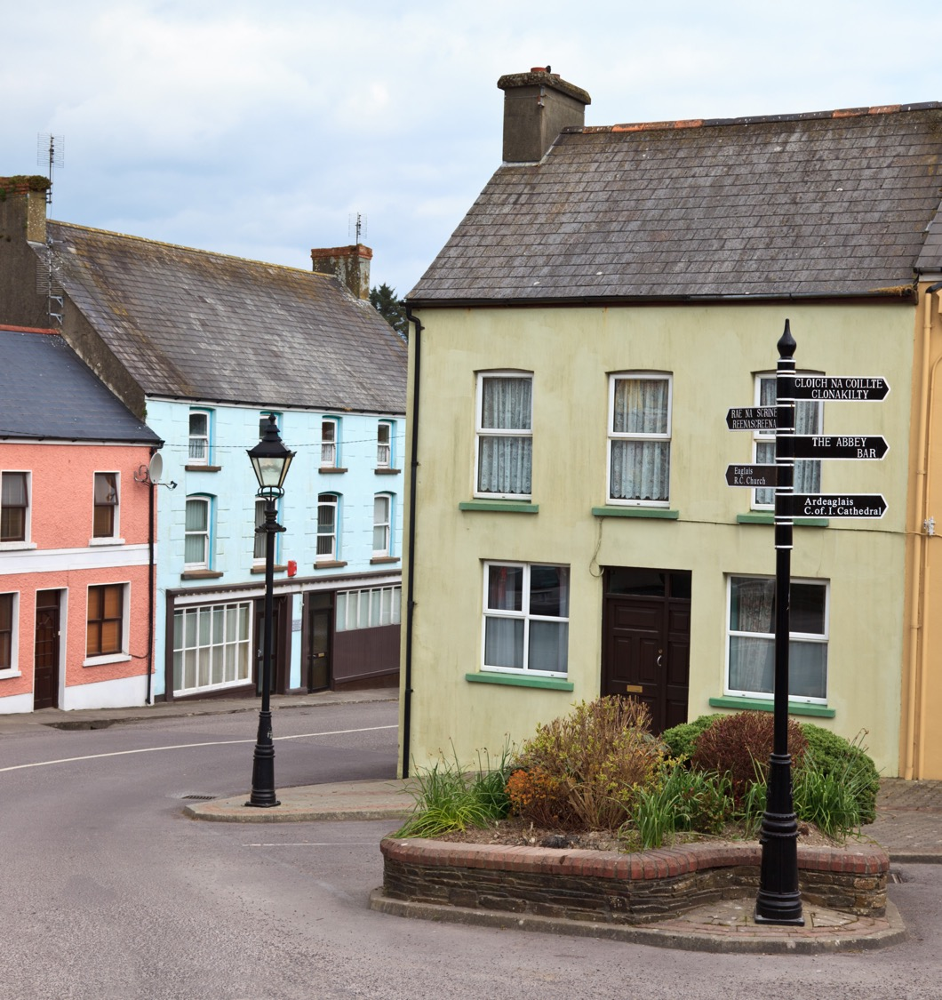 CLOICH NA COILLTE
CLONAKILTY
RAE NA SCRINE
REENASCREENA
THE ABBEY
BAR
Eaglais
R.C. Church
Ardeaglais
C. of. I. Cathedral